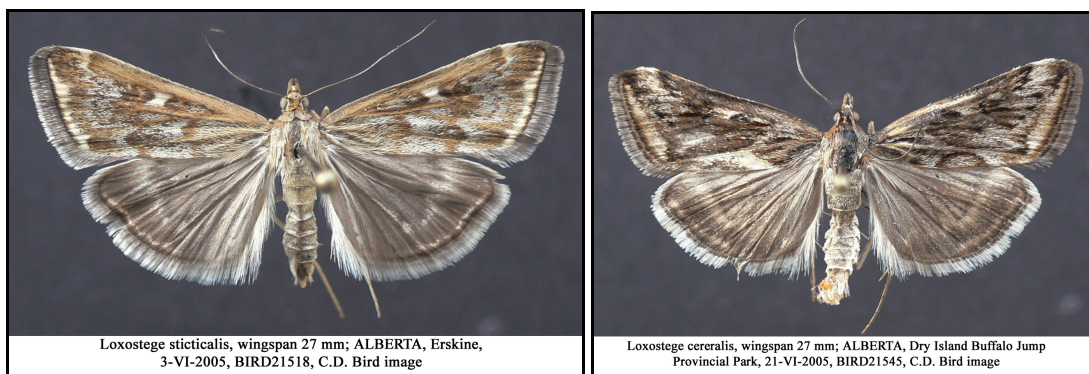 Loxostege sticticalis, wingspan 27 mm; ALBERTA, Erskine,
3-VI-2005, BIRD21518, C.D. Bird image
Loxostege cereralis, wingspan 27 mm; ALBERTA, Dry Island Buffalo Jump
Provincial Park, 21-VI-2005, BIRD21545, C.D. Bird image